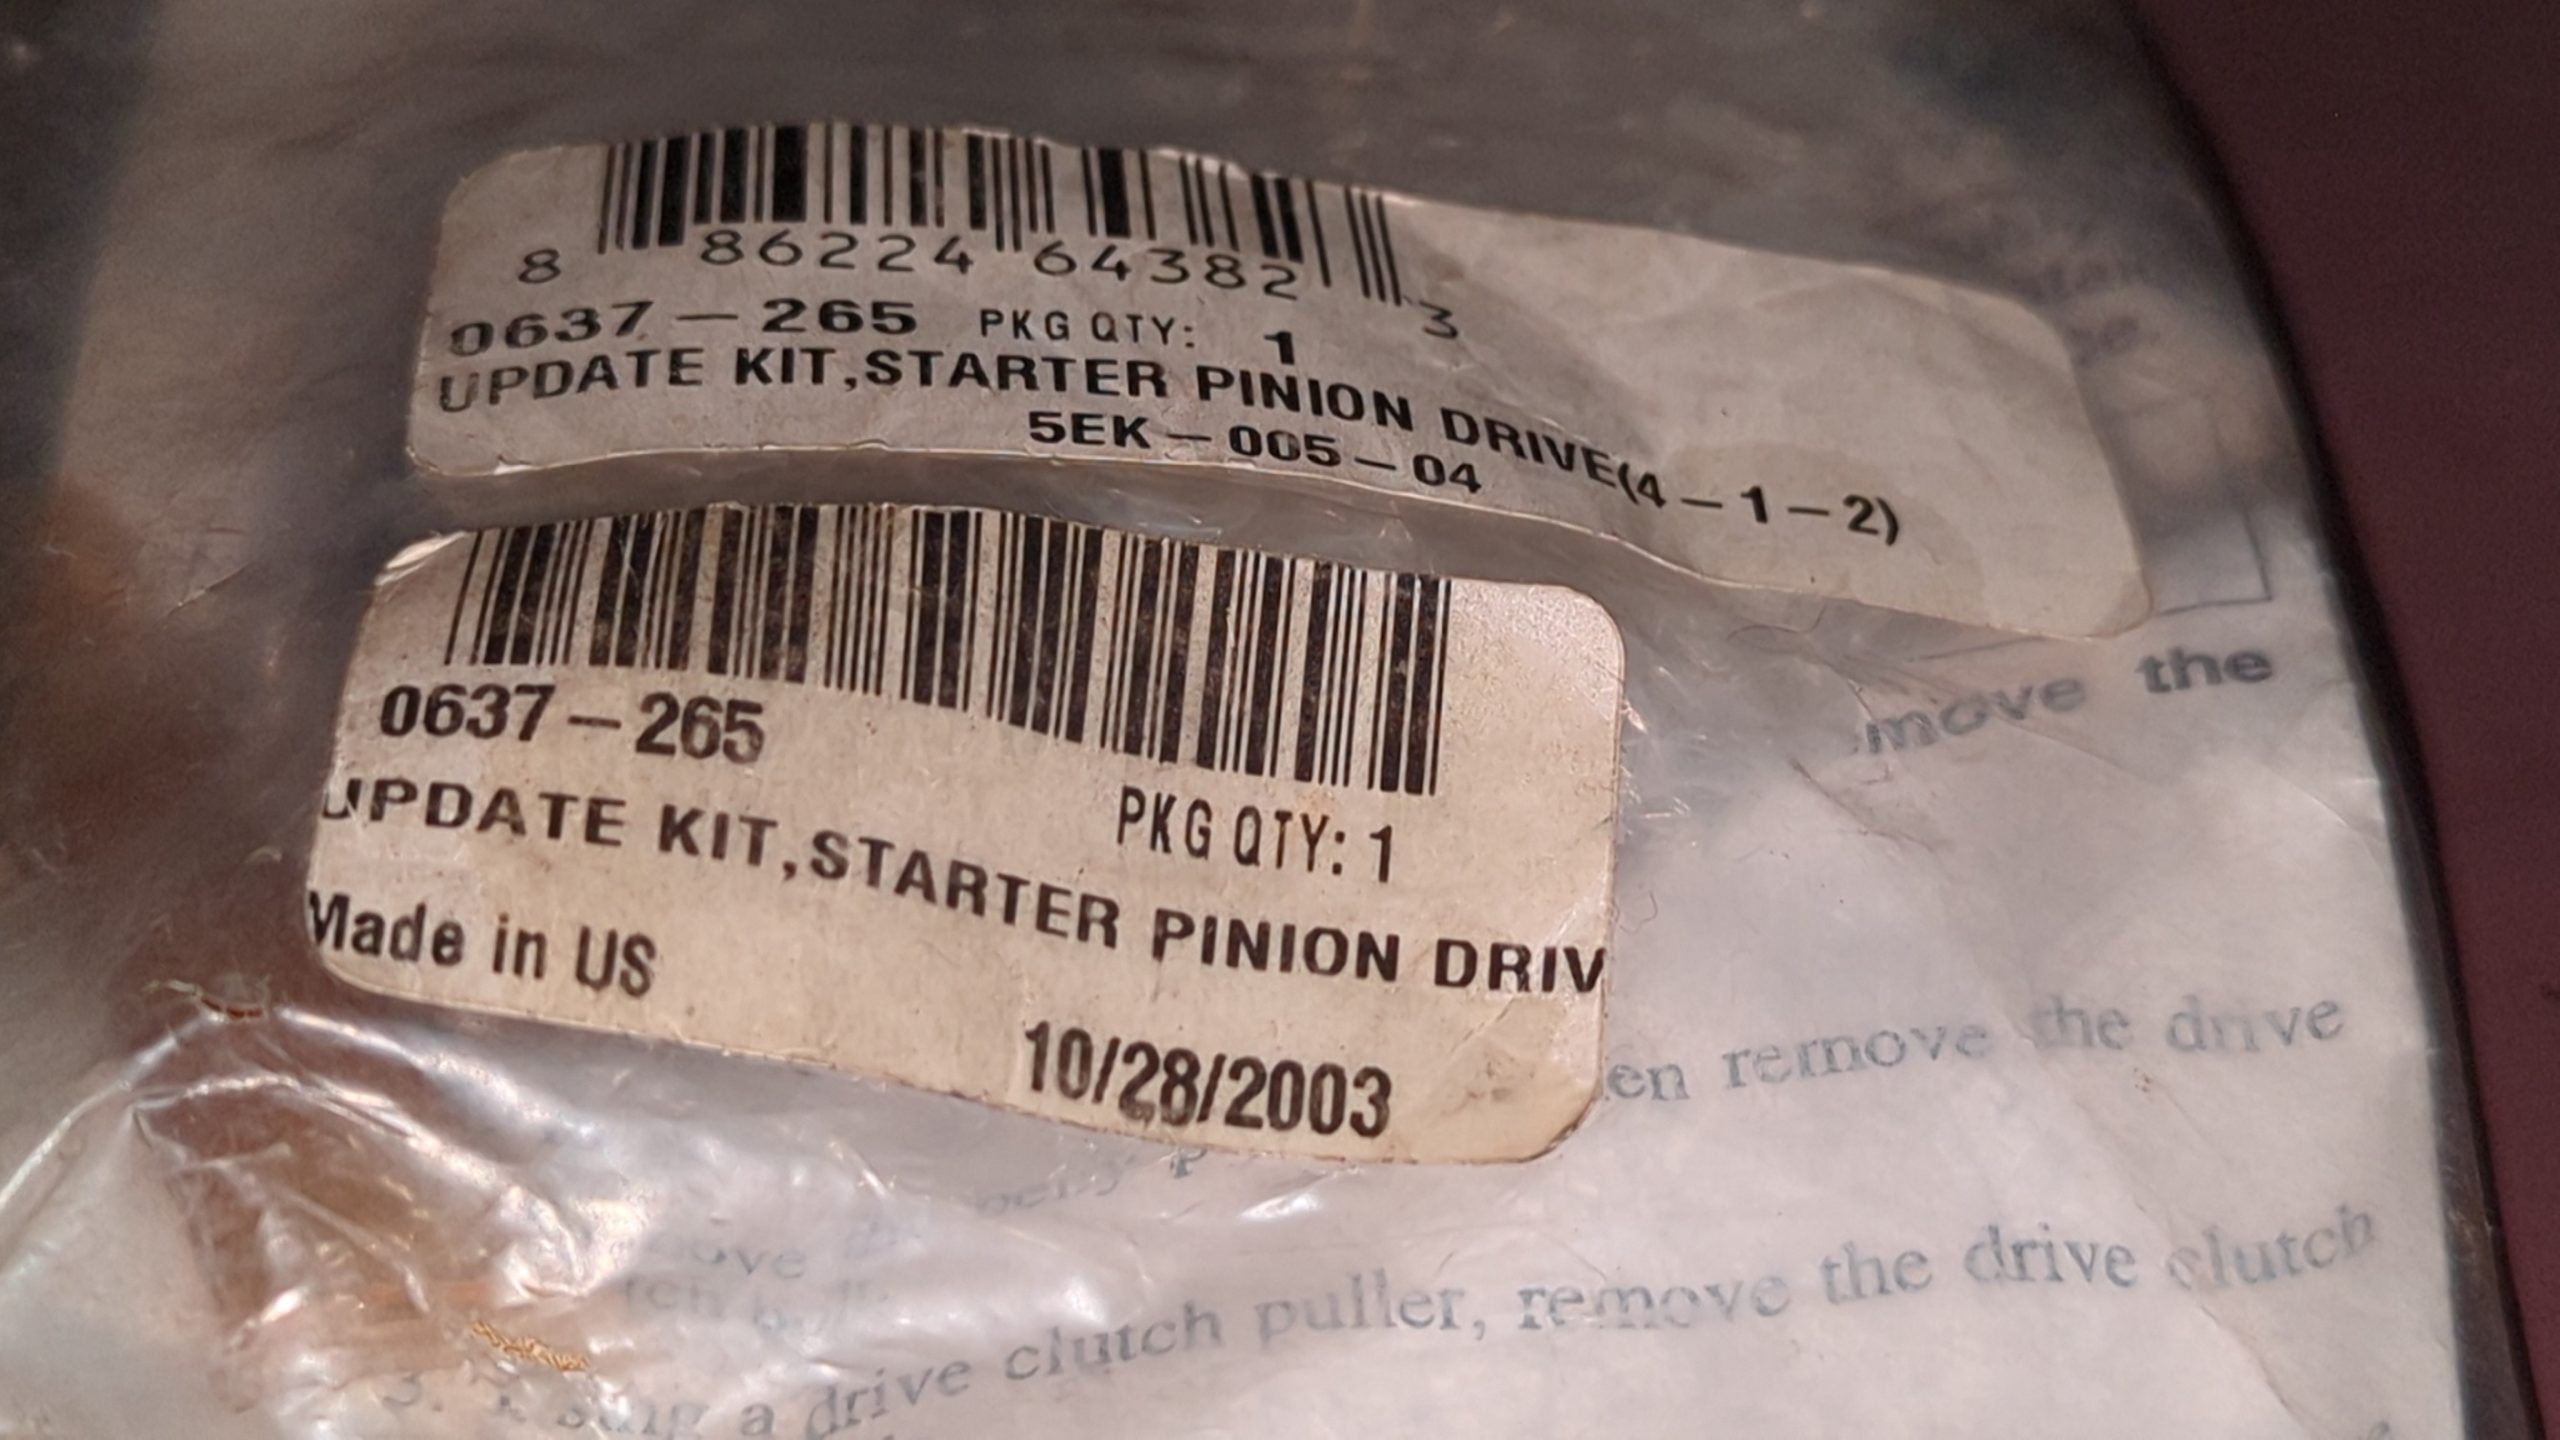 8 86224 64382 3
0637-265 PKG QTY: 1
UPDATE KIT,STARTER PINION DRIVE(4-1-2)
5EK-005-04
0637-265
PKG QTY: 1
UPDATE KIT,STARTER PINION DRIV
Made in US
10/28/2003
move the
en remove the drive
3. a drive clutch puller, remove the drive clutch